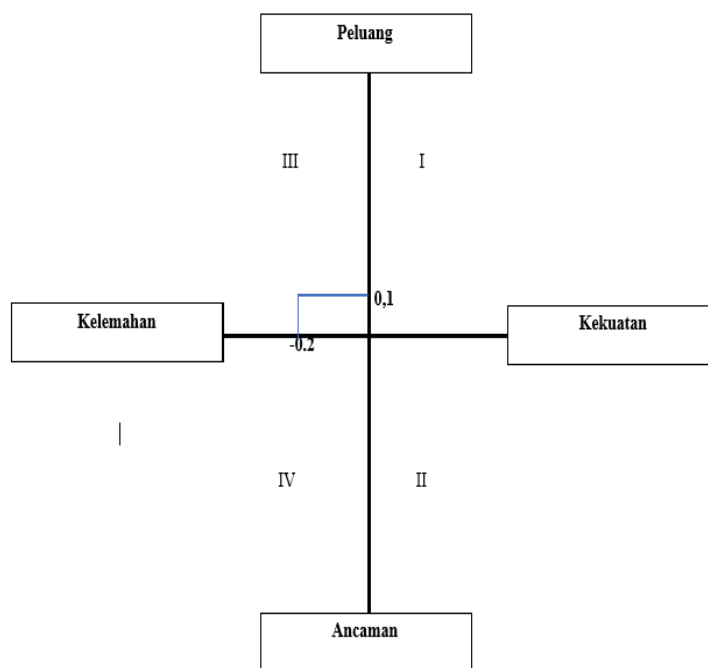 Peluang
III
I
0,1
Kelemahan
-0.2
Kekuatan
IV
II
Ancaman